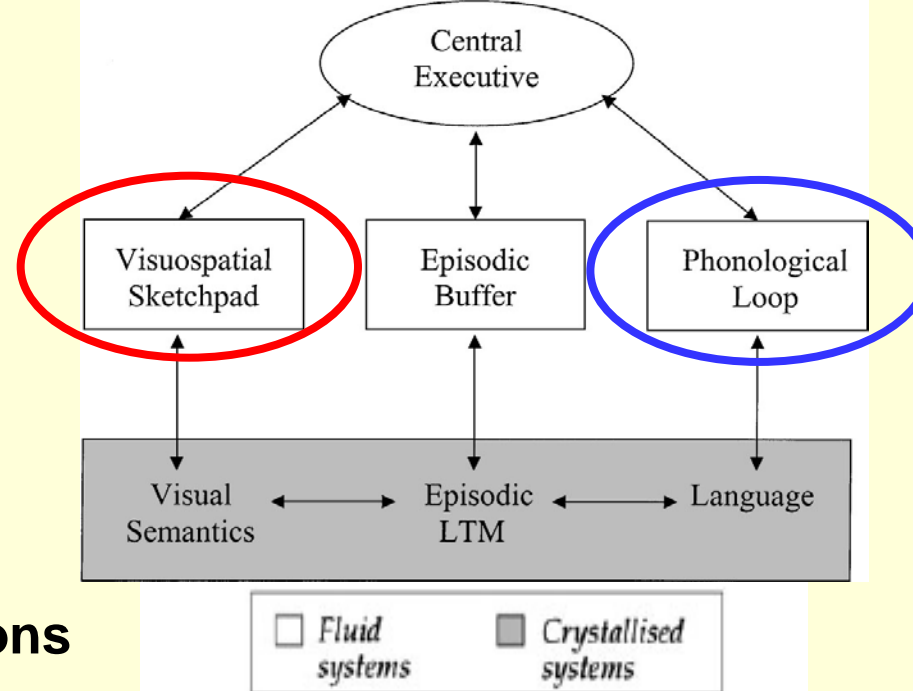 Central
Executive
Visuospatial
Sketchpad
Episodic
Buffer
Phonological
Loop
Visual
Semantics
Episodic
LTM
Language
ons
Fluid
systems
Crystallised
systems